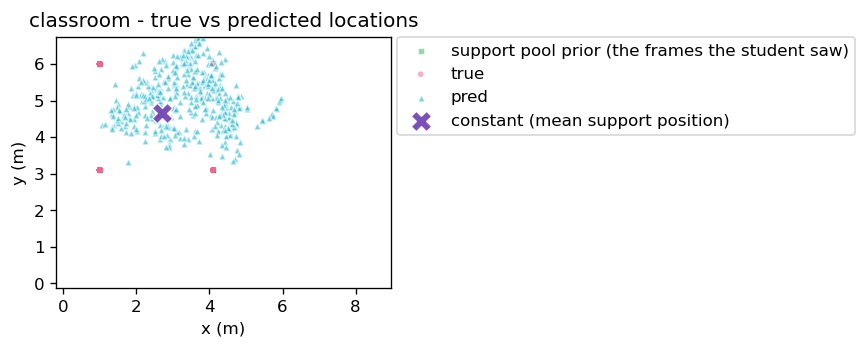 classroom - true vs predicted locations
support pool prior (the frames the student saw)
true
pred
constant (mean support position)
y (m)
6
5
4
3
2
1
0
0 2 4 6 8
x (m)